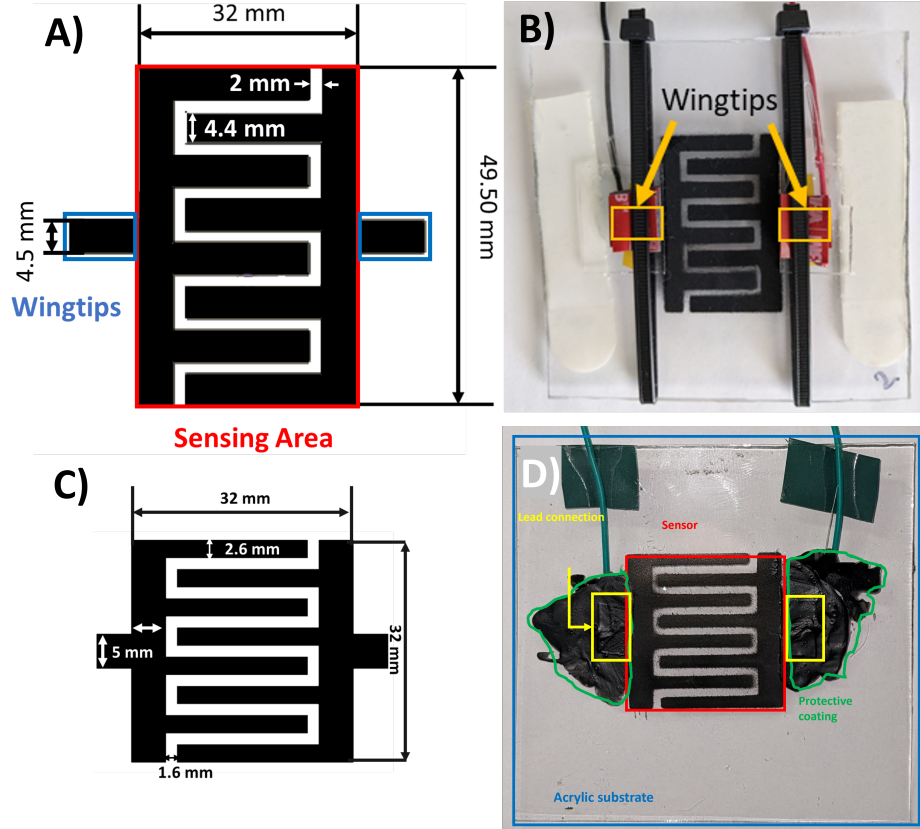 A)
32 mm
2 mm
4.4 mm
4.5 mm
49.50 mm
Wingtips
Sensing Area
B)
Wingtips
2
C)
32 mm
2.6 mm
5 mm
32 mm
1.6 mm
D)
Lead connection
Sensor
Protective
coating
Acrylic substrate